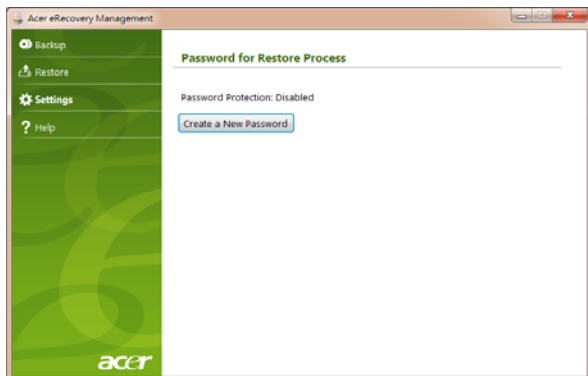 Acer eRecovery Management
Backup
Restore
Settings
Help
Password for Restore Process
Password Protection: Disabled
Create a New Password
acer